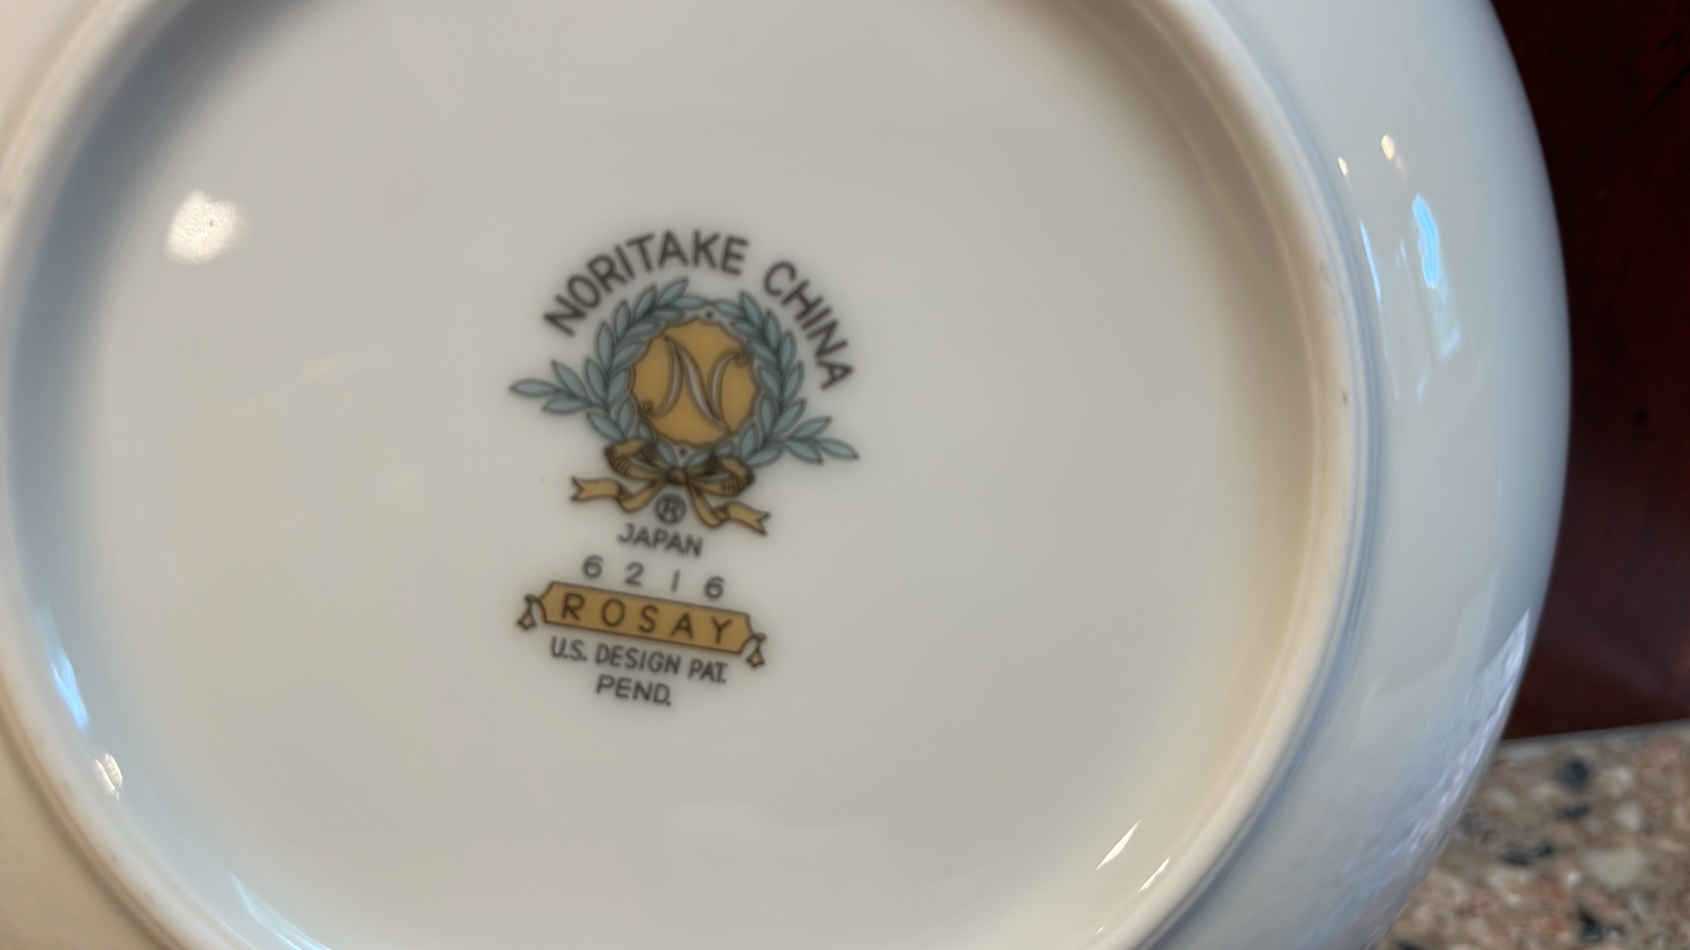 NORITAKE CHINA
N
®
JAPAN
6216
ROSAY
U.S. DESIGN PAT.
PEND.